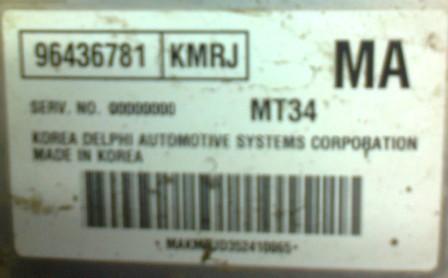 96436781 KMRJ MA
SERV. NO. 00000000 MT34
KOREA DELPHI AUTOMOTIVE SYSTEMS CORPORATION
MADE IN KOREA